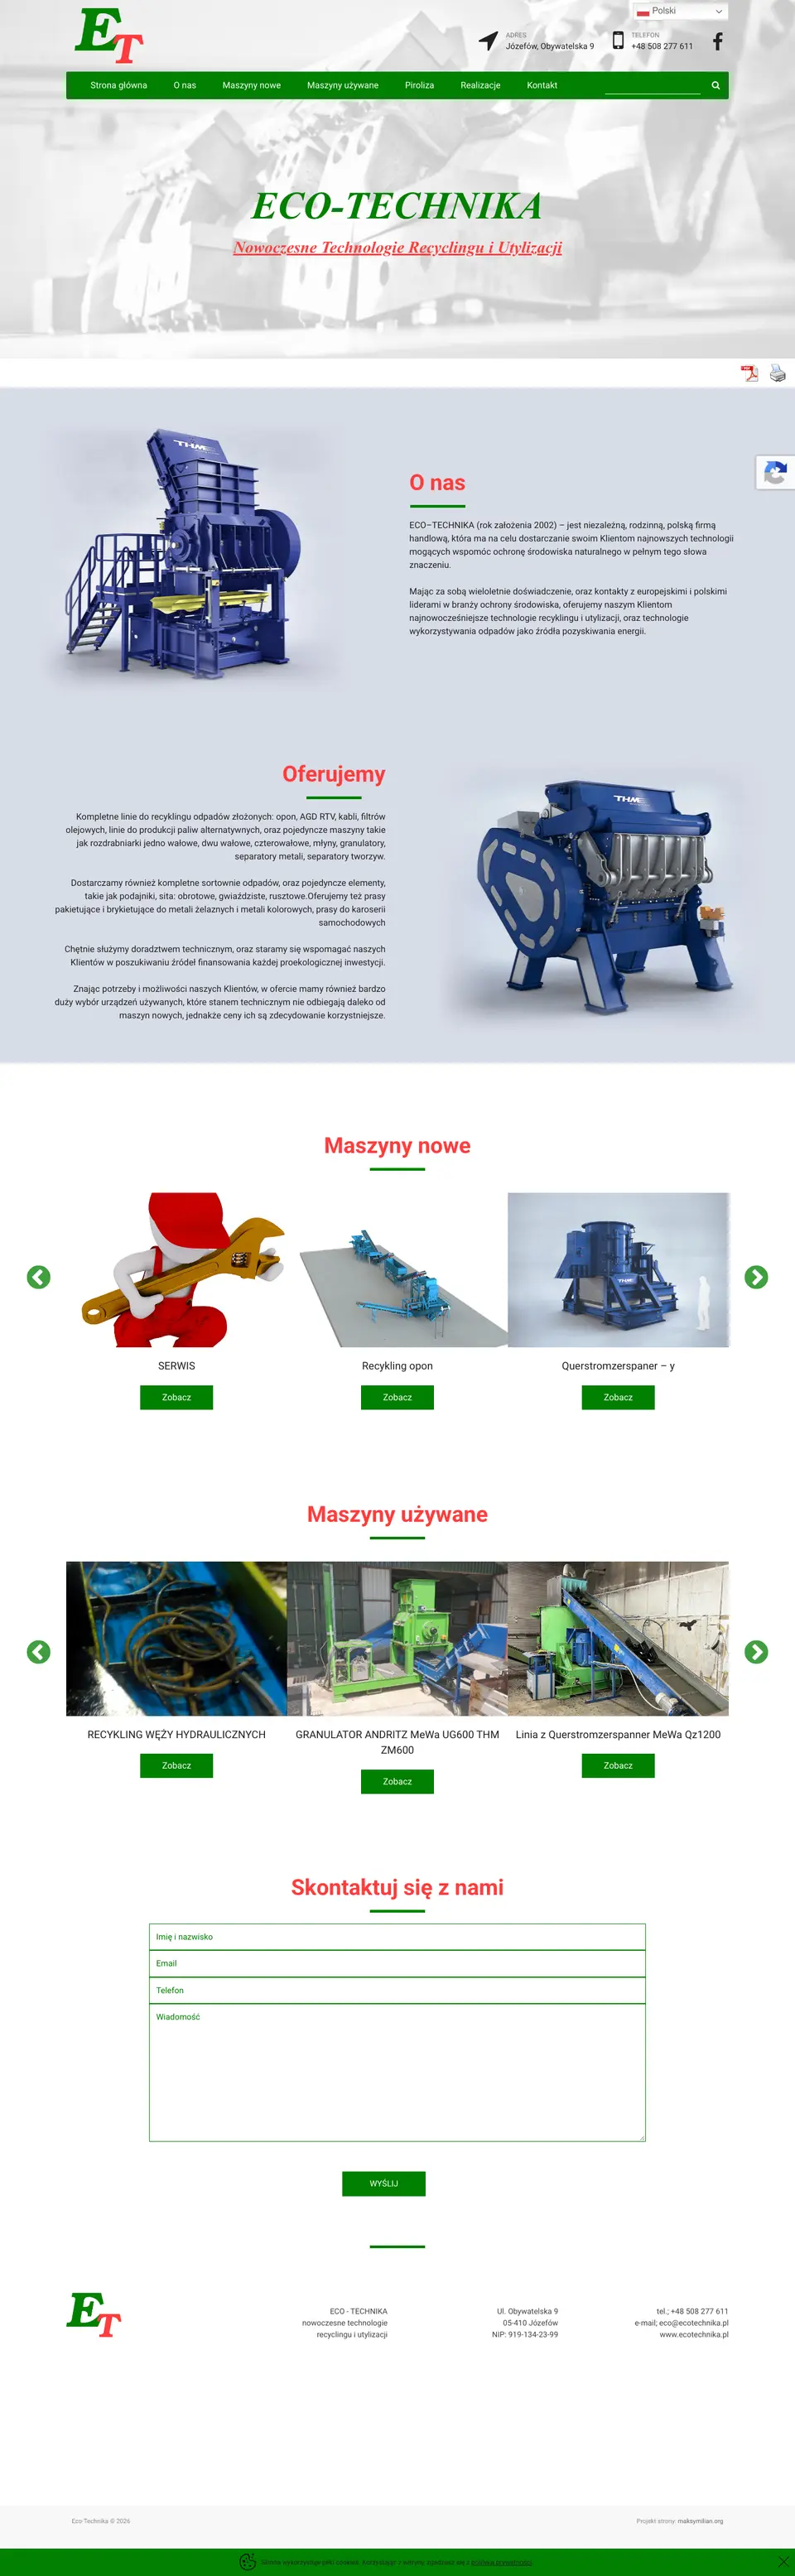 ET
Polski
ADRES
Józefów, Obywatelska 9
TELEFON
+48 508 277 611
Strona główna
O nas
Maszyny nowe
Maszyny używane
Piroliza
Realizacje
Kontakt
ECO-TECHNIKA
Nowoczesne Technologie Recyclingu i Utylizacji
THM
O nas
ECO–TECHNIKA (rok założenia 2002) – jest niezależną, rodzinną, polską firmą
handlową, która ma na celu dostarczanie swoim Klientom najnowszych technologii
mogących wspomóc ochronę środowiska naturalnego w pełnym tego słowa
znaczeniu.
Mając za sobą wieloletnie doświadczenie, oraz kontakty z europejskimi i polskimi
liderami w branży ochrony środowiska, oferujemy naszym Klientom
najnowocześniejsze technologie recyklingu i utylizacji, oraz technologie
wykorzystywania odpadów jako źródła pozyskiwania energii.
Oferujemy
Kompletne linie do recyklingu odpadów złożonych: opon, AGD RTV, kabli, filtrów
olejowych, linie do produkcji paliw alternatywnych, oraz pojedyncze maszyny takie
jak rozdrabniarki jedno wałowe, dwu wałowe, czterowałowe, młyny, granulatory,
separatory metali, separatory tworzyw.
Dostarczamy również kompletne sortownie odpadów, oraz pojedyncze elementy,
takie jak podajniki, sita: obrotowe, gwiaździste, rusztowe.Oferujemy też prasy
pakietujące i brykietujące do metali żelaznych i metali kolorowych, prasy do karoserii
samochodowych
Chętnie służymy doradztwem technicznym, oraz staramy się wspomagać naszych
Klientów w poszukiwaniu źródeł finansowania każdej proekologicznej inwestycji.
Znając potrzeby i możliwości naszych Klientów, w ofercie mamy również bardzo
duży wybór urządzeń używanych, które stanem technicznym nie odbiegają daleko od
maszyn nowych, jednakże ceny ich są zdecydowanie korzystniejsze.
THM
Maszyny nowe
SERWIS
Zobacz
Recykling opon
Zobacz
Querstromzerspaner – y
Zobacz
Maszyny używane
RECYKLING WĘŻY HYDRAULICZNYCH
Zobacz
GRANULATOR ANDRITZ MeWa UG600 THM
ZM600
Zobacz
Linia z Querstromzerspanner MeWa Qz1200
Zobacz
Skontaktuj się z nami
Imię i nazwisko
Email
Telefon
Wiadomość
WYŚLIJ
ET
ECO - TECHNIKA
nowoczesne technologie
recyclingu i utylizacji
Ul. Obywatelska 9
05-410 Józefów
NIP: 919-134-23-99
tel.; +48 508 277 611
e-mail; eco@ecotechnika.pl
www.ecotechnika.pl
Eco-Technika © 2026
Projekt strony: maksymilian.org